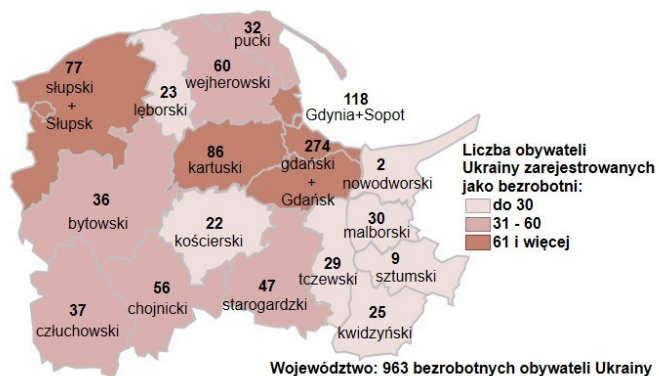 32
pucki
77
słupski
+
Słupsk
23
lęborski
60
wejherowski
118
Gdynia+Sopot
86
kartuski
274
gdański
+
Gdańsk
2
nowodworski
36
bytowski
22
kościerski
30
malborski
29
tczewski
9
sztumski
37
człuchowski
56
chojnicki
47
starogardzki
25
kwidzyński
Liczba obywateli
Ukrainy zarejestrowanych
jako bezrobotni:
do 30
31 - 60
61 i więcej
Województwo: 963 bezrobotnych obywateli Ukrainy